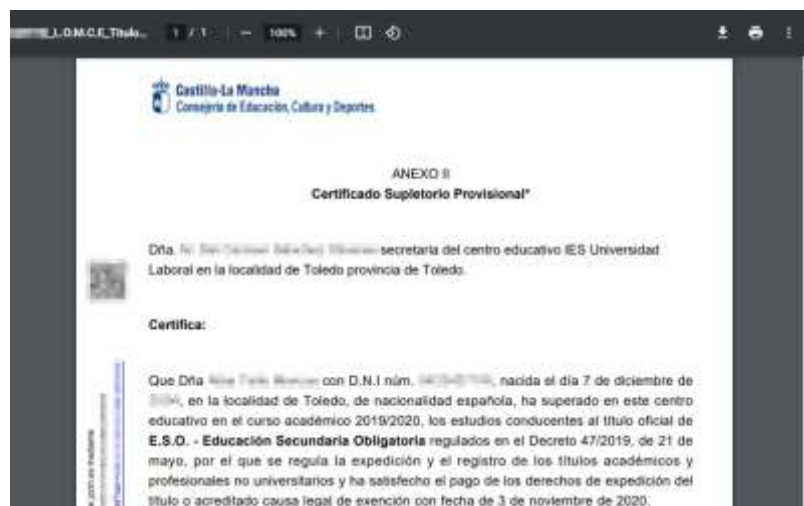 L.O.M.C.E_Titulo...
1 / 1
100%
Castilla-La Mancha
Consejería de Educación, Cultura y Deportes
ANEXO II
Certificado Supletorio Provisional*
Dña. secretaria del centro educativo IES Universidad
Laboral en la localidad de Toledo provincia de Toledo.
Certifica:
Que Dña con D.N.I núm. , nacida el día 7 de diciembre de
, en la localidad de Toledo, de nacionalidad española, ha superado en este centro
educativo en el curso académico 2019/2020, los estudios conducentes al título oficial de
E.S.O. - Educación Secundaria Obligatoria regulados en el Decreto 47/2019, de 21 de
mayo, por el que se regula la expedición y el registro de los títulos académicos y
profesionales no universitarios y ha satisfecho el pago de los derechos de expedición del
título o acreditado causa legal de exención con fecha de 3 de noviembre de 2020.